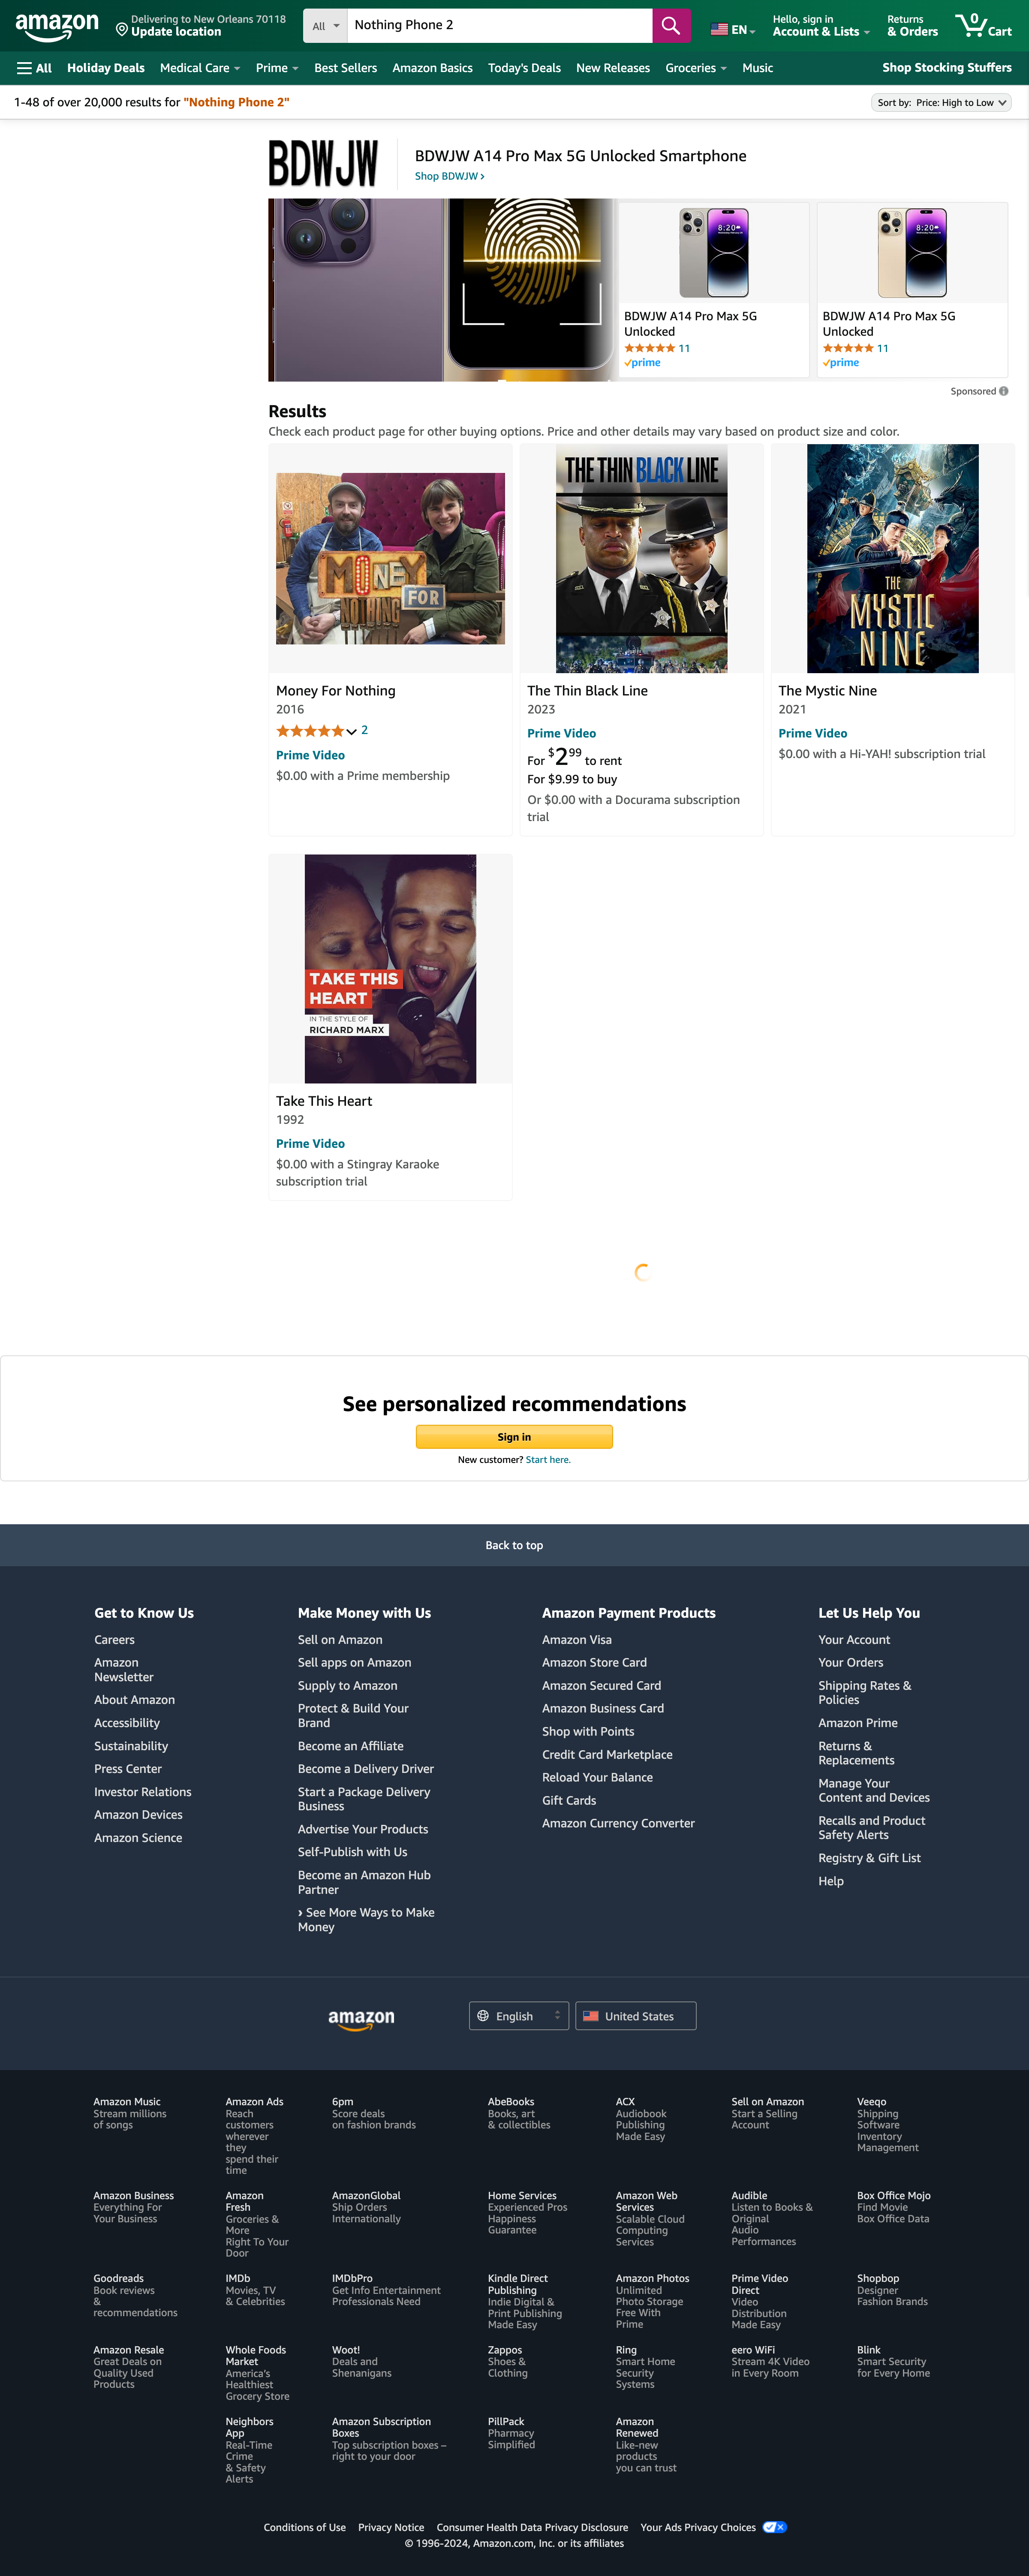 amazon
Delivering to New Orleans 70118
Update location
All
Nothing Phone 2
EN
Hello, sign in
Account & Lists
Returns
& Orders
0
Cart
All
Holiday Deals
Medical Care
Prime
Best Sellers
Amazon Basics
Today's Deals
New Releases
Groceries
Music
Shop Stocking Stuffers
1-48 of over 20,000 results for "Nothing Phone 2"
Sort by: Price: High to Low
BDWJW
BDWJW A14 Pro Max 5G Unlocked Smartphone
Shop BDWJW ›
8:20
8:20
BDWJW A14 Pro Max 5G
Unlocked
11
prime
BDWJW A14 Pro Max 5G
Unlocked
11
prime
Sponsored
Results
Check each product page for other buying options. Price and other details may vary based on product size and color.
MONEY
FOR
NOTHING
THE THIN BLACK LINE
THE
MYSTIC
NINE
Money For Nothing
2016
2
Prime Video
$0.00 with a Prime membership
The Thin Black Line
2023
Prime Video
For $2.99 to rent
For $9.99 to buy
Or $0.00 with a Docurama subscription
trial
The Mystic Nine
2021
Prime Video
$0.00 with a Hi-YAH! subscription trial
TAKE THIS
HEART
IN THE STYLE OF
RICHARD MARX
Take This Heart
1992
Prime Video
$0.00 with a Stingray Karaoke
subscription trial
See personalized recommendations
Sign in
New customer? Start here.
Back to top
Get to Know Us
Careers
Amazon
Newsletter
About Amazon
Accessibility
Sustainability
Press Center
Investor Relations
Amazon Devices
Amazon Science
Make Money with Us
Sell on Amazon
Sell apps on Amazon
Supply to Amazon
Protect & Build Your
Brand
Become an Affiliate
Become a Delivery Driver
Start a Package Delivery
Business
Advertise Your Products
Self-Publish with Us
Become an Amazon Hub
Partner
› See More Ways to Make
Money
Amazon Payment Products
Amazon Visa
Amazon Store Card
Amazon Secured Card
Amazon Business Card
Shop with Points
Credit Card Marketplace
Reload Your Balance
Gift Cards
Amazon Currency Converter
Let Us Help You
Your Account
Your Orders
Shipping Rates &
Policies
Amazon Prime
Returns &
Replacements
Manage Your
Content and Devices
Recalls and Product
Safety Alerts
Registry & Gift List
Help
amazon
English
United States
Amazon Music
Stream millions
of songs
Amazon Ads
Reach
customers
wherever
they
spend their
time
6pm
Score deals
on fashion brands
AbeBooks
Books, art
& collectibles
ACX
Audiobook
Publishing
Made Easy
Sell on Amazon
Start a Selling
Account
Veeqo
Shipping
Software
Inventory
Management
Amazon Business
Everything For
Your Business
Amazon
Fresh
Groceries &
More
Right To Your
Door
AmazonGlobal
Ship Orders
Internationally
Home Services
Experienced Pros
Happiness
Guarantee
Amazon Web
Services
Scalable Cloud
Computing
Services
Audible
Listen to Books &
Original
Audio
Performances
Box Office Mojo
Find Movie
Box Office Data
Goodreads
Book reviews
&
recommendations
IMDb
Movies, TV
& Celebrities
IMDbPro
Get Info Entertainment
Professionals Need
Kindle Direct
Publishing
Indie Digital &
Print Publishing
Made Easy
Amazon Photos
Unlimited
Photo Storage
Free With
Prime
Prime Video
Direct
Video
Distribution
Made Easy
Shopbop
Designer
Fashion Brands
Amazon Resale
Great Deals on
Quality Used
Products
Whole Foods
Market
America's
Healthiest
Grocery Store
Woot!
Deals and
Shenanigans
Zappos
Shoes &
Clothing
Ring
Smart Home
Security
Systems
eero WiFi
Stream 4K Video
in Every Room
Blink
Smart Security
for Every Home
Neighbors
App
Real-Time
Crime
& Safety
Alerts
Amazon Subscription
Boxes
Top subscription boxes –
right to your door
PillPack
Pharmacy
Simplified
Amazon
Renewed
Like-new
products
you can trust
Conditions of Use
Privacy Notice
Consumer Health Data Privacy Disclosure
Your Ads Privacy Choices
© 1996-2024, Amazon.com, Inc. or its affiliates